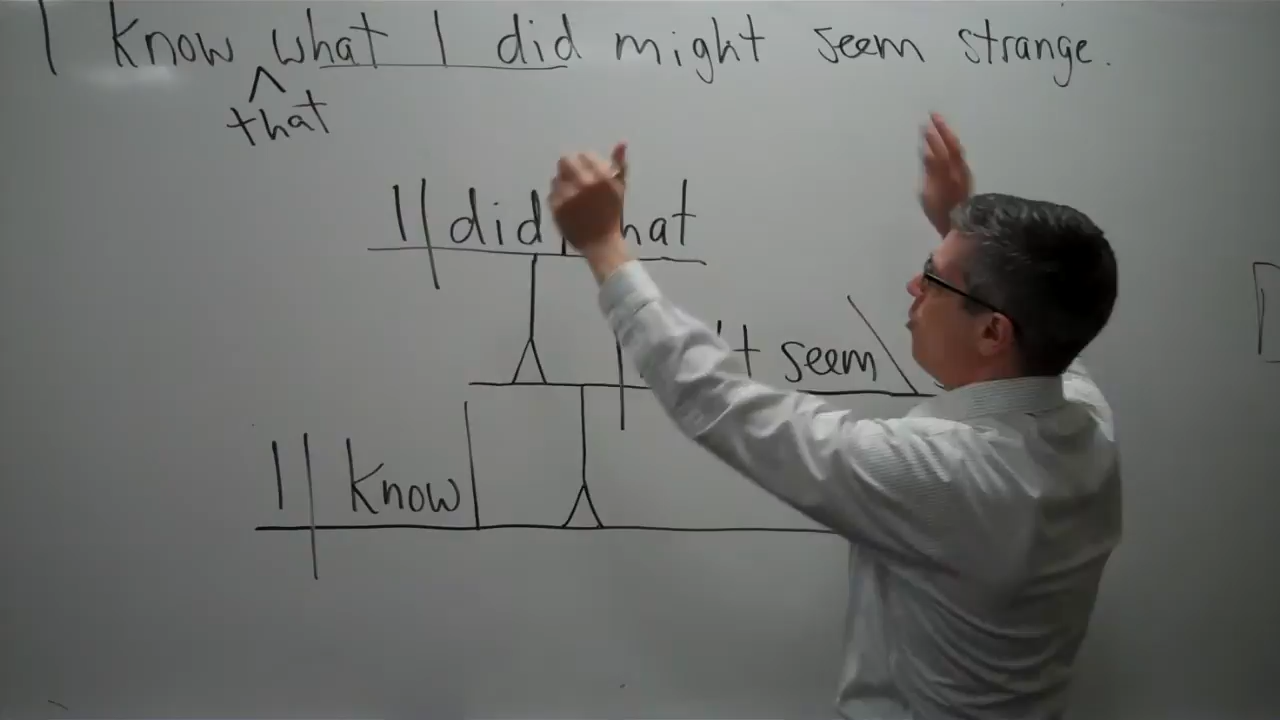 I know what I did might seem strange.
that
I did
seem
I know